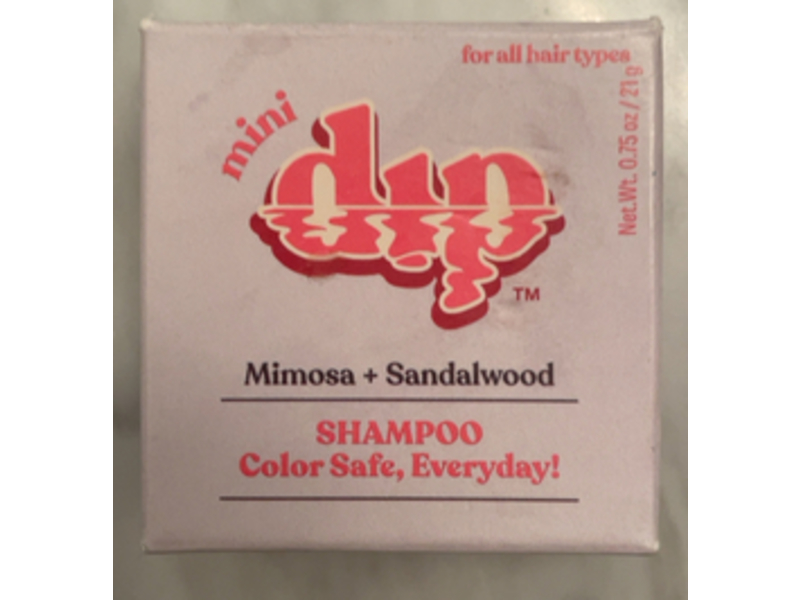 for all hair types
Net.Wt. 0.75 oz / 21 g
mini
dip
TM
Mimosa + Sandalwood
SHAMPOO
Color Safe, Everyday!